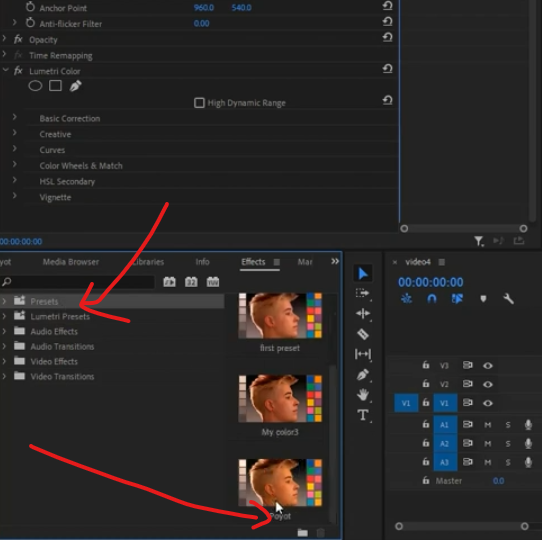 Anchor Point 960.0 540.0
Anti-flicker Filter 0.00
fx Opacity
fx Time Remapping
fx Lumetri Color
High Dynamic Range
Basic Correction
Creative
Curves
Color Wheels & Match
HSL Secondary
Vignette
00:00:00:00
yot Media Browser Libraries Info Effects Mar
Presets
Lumetri Presets
Audio Effects
Audio Transitions
Video Effects
Video Transitions
first preset
My color3
Poyot
T
× video4
00:00:00:00
V3
V2
V1 V1
A1 M S
A2 M S
A3 M S
Master 0.0